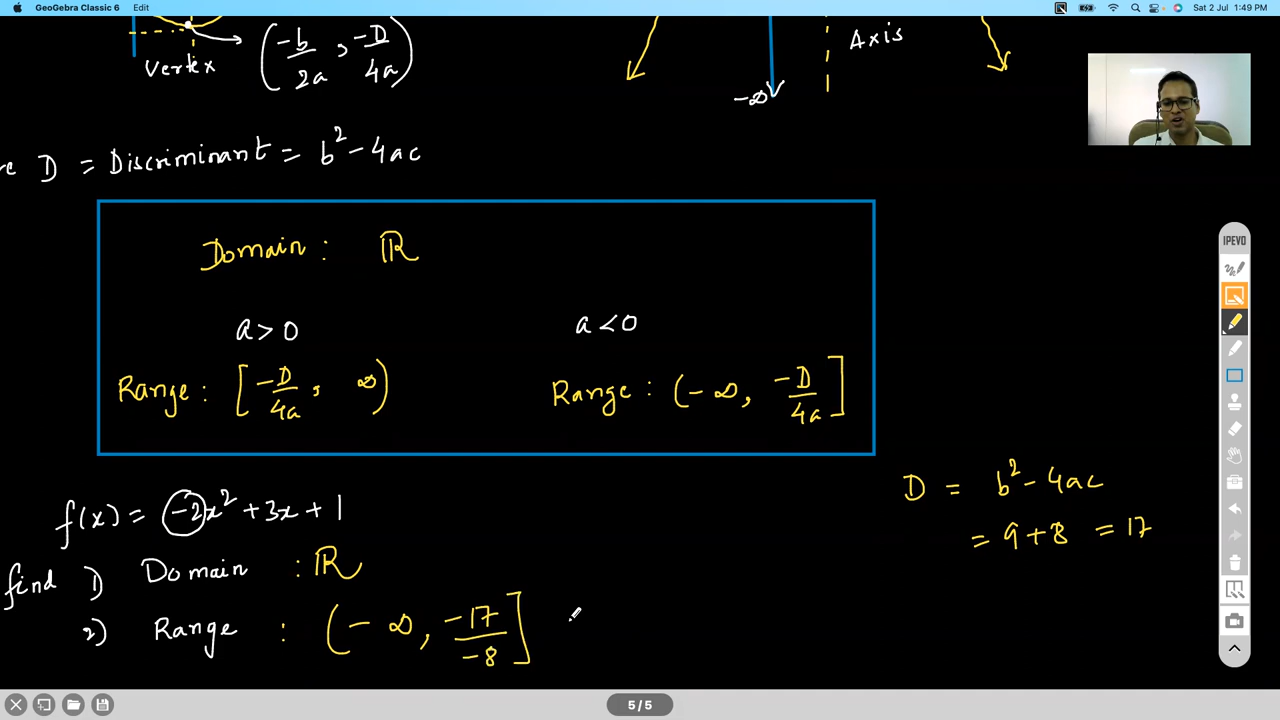 GeoGebra Classic 6 Edit Sat 2 Jul 1:49 PM
Vertex (-b/2a, -D/4a)
Axis
-∞
D = Discriminant = b² - 4ac
Domain : ℝ
a > 0 a < 0
Range : [-D/4a, ∞) Range : (-∞, -D/4a]
f(x) = -2x² + 3x + 1
find 1) Domain : ℝ
2) Range : (-∞, -17/-8]
D = b² - 4ac
= 9 + 8 = 17
IPEVO
5/5